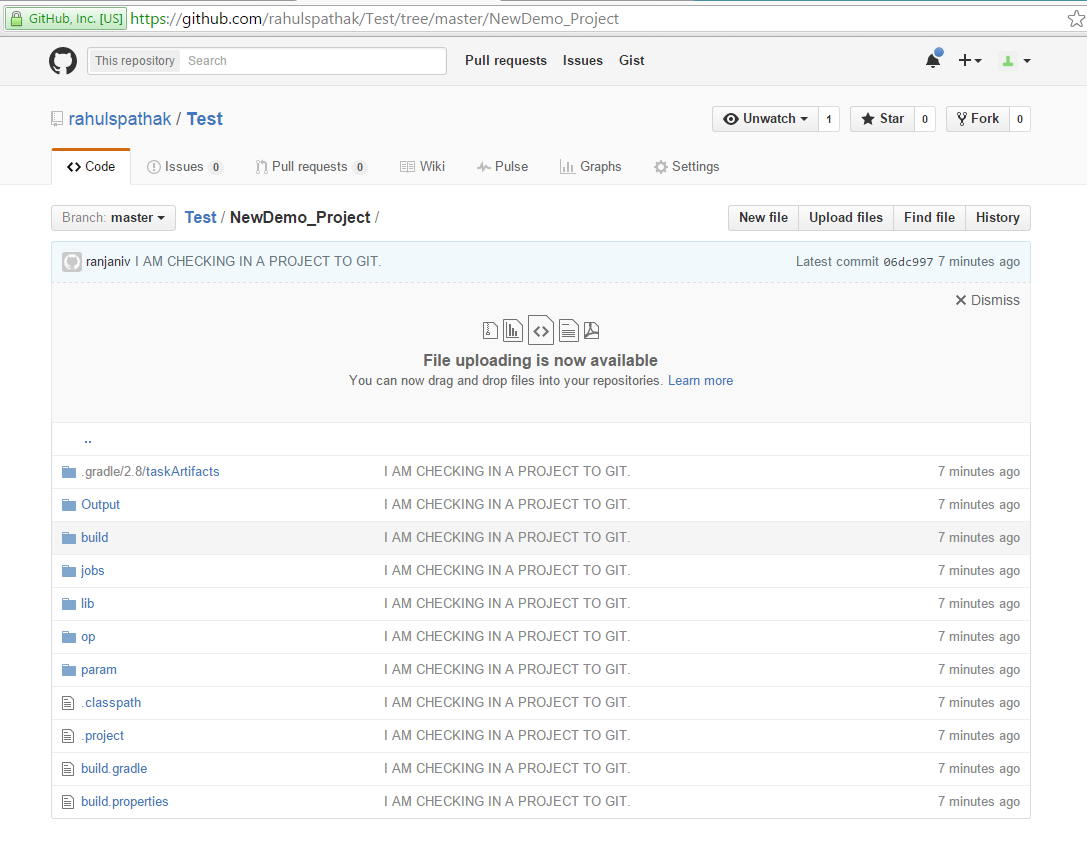 GitHub, Inc. [US] https://github.com/rahulspathak/Test/tree/master/NewDemo_Project
This repository Search Pull requests Issues Gist
rahulspathak / Test Unwatch 1 Star 0 Fork 0
Code Issues 0 Pull requests 0 Wiki Pulse Graphs Settings
Branch: master Test / NewDemo_Project / New file Upload files Find file History
ranjaniv I AM CHECKING IN A PROJECT TO GIT. Latest commit 06dc997 7 minutes ago
Dismiss
File uploading is now available
You can now drag and drop files into your repositories. Learn more
..
.gradle/2.8/taskArtifacts I AM CHECKING IN A PROJECT TO GIT. 7 minutes ago
Output I AM CHECKING IN A PROJECT TO GIT. 7 minutes ago
build I AM CHECKING IN A PROJECT TO GIT. 7 minutes ago
jobs I AM CHECKING IN A PROJECT TO GIT. 7 minutes ago
lib I AM CHECKING IN A PROJECT TO GIT. 7 minutes ago
op I AM CHECKING IN A PROJECT TO GIT. 7 minutes ago
param I AM CHECKING IN A PROJECT TO GIT. 7 minutes ago
.classpath I AM CHECKING IN A PROJECT TO GIT. 7 minutes ago
.project I AM CHECKING IN A PROJECT TO GIT. 7 minutes ago
build.gradle I AM CHECKING IN A PROJECT TO GIT. 7 minutes ago
build.properties I AM CHECKING IN A PROJECT TO GIT. 7 minutes ago